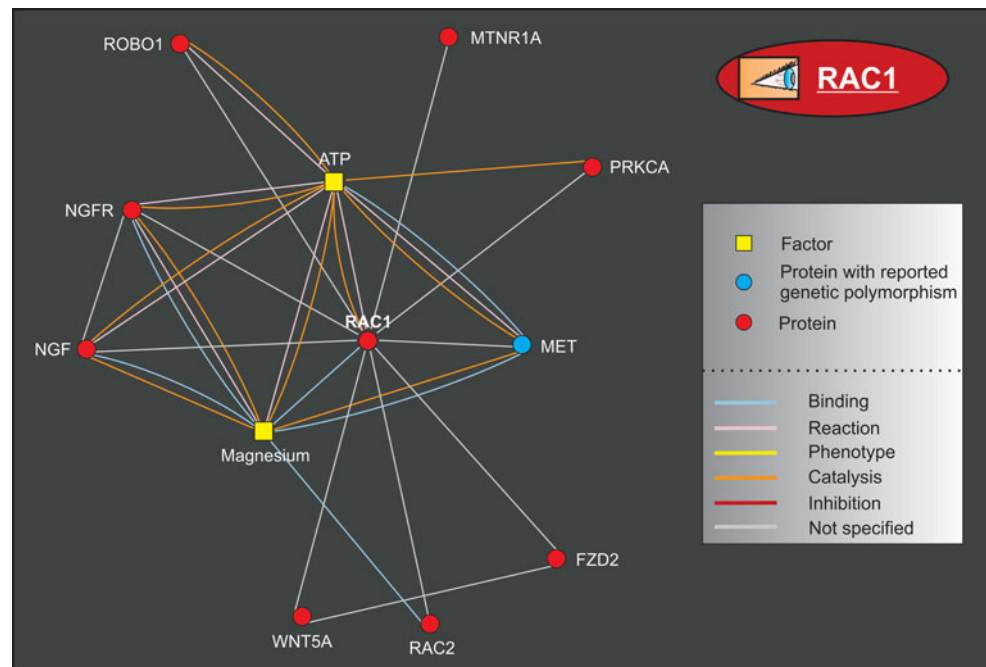 ROBO1
MTNR1A
RAC1
ATP
PRKCA
NGFR
RAC1
NGF
MET
Magnesium
FZD2
WNT5A
RAC2
Factor
Protein with reported
genetic polymorphism
Protein
Binding
Reaction
Phenotype
Catalysis
Inhibition
Not specified